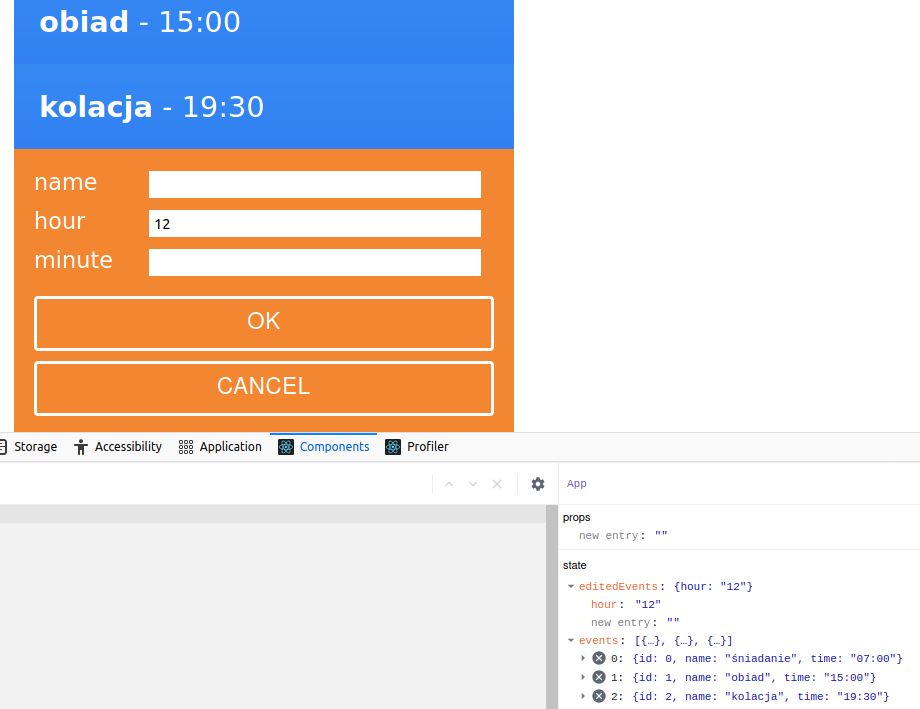 obiad - 15:00
kolacja - 19:30
name
hour 12
minute
OK
CANCEL
Storage Accessibility Application Components Profiler
App
props
new entry: ""
state
editedEvents: {hour: "12"}
hour: "12"
new entry: ""
events: [{…}, {…}, {…}]
0: {id: 0, name: "śniadanie", time: "07:00"}
1: {id: 1, name: "obiad", time: "15:00"}
2: {id: 2, name: "kolacja", time: "19:30"}